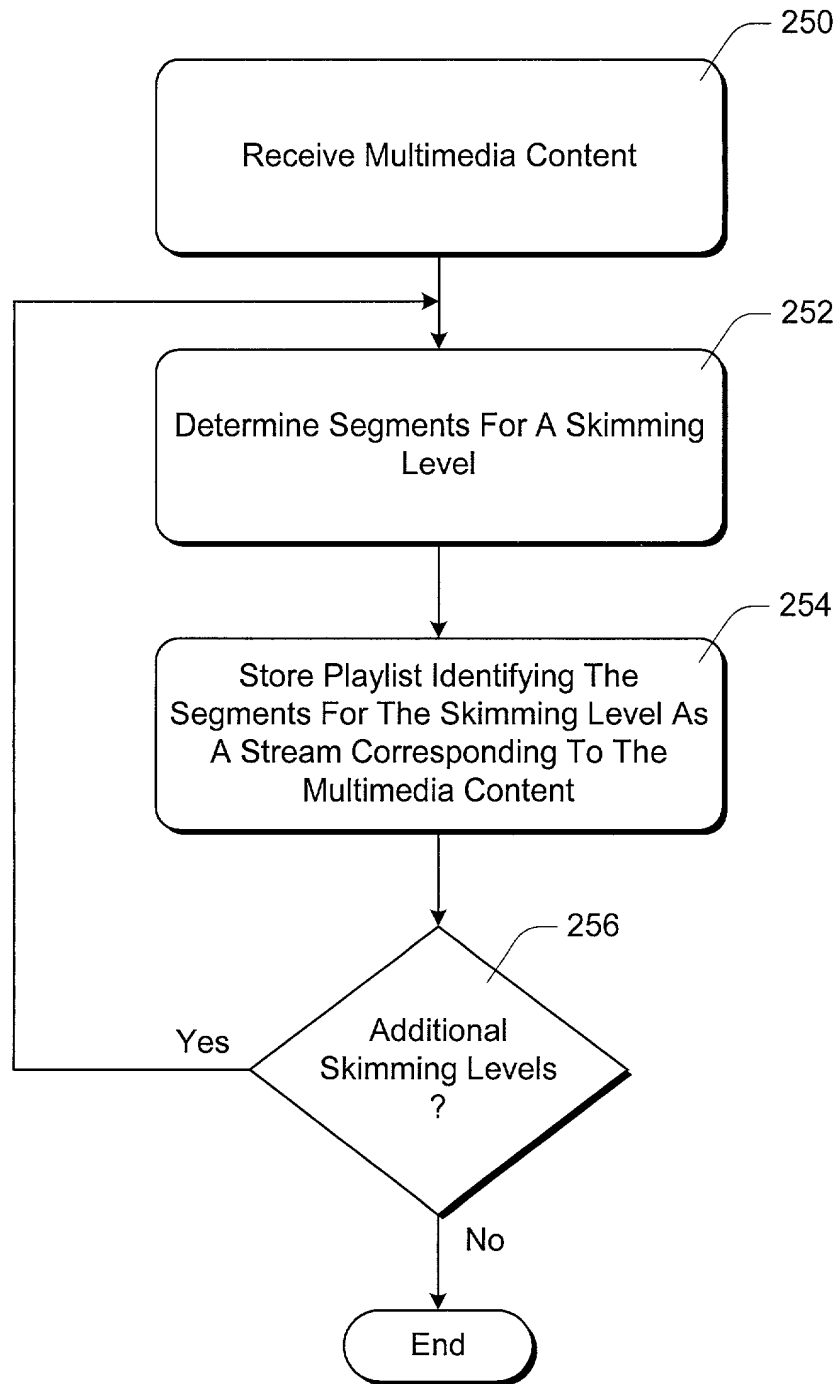 250
Receive Multimedia Content
252
Determine Segments For A Skimming
Level
254
Store Playlist Identifying The
Segments For The Skimming Level As
A Stream Corresponding To The
Multimedia Content
256
Additional
Skimming Levels
?
Yes
No
End